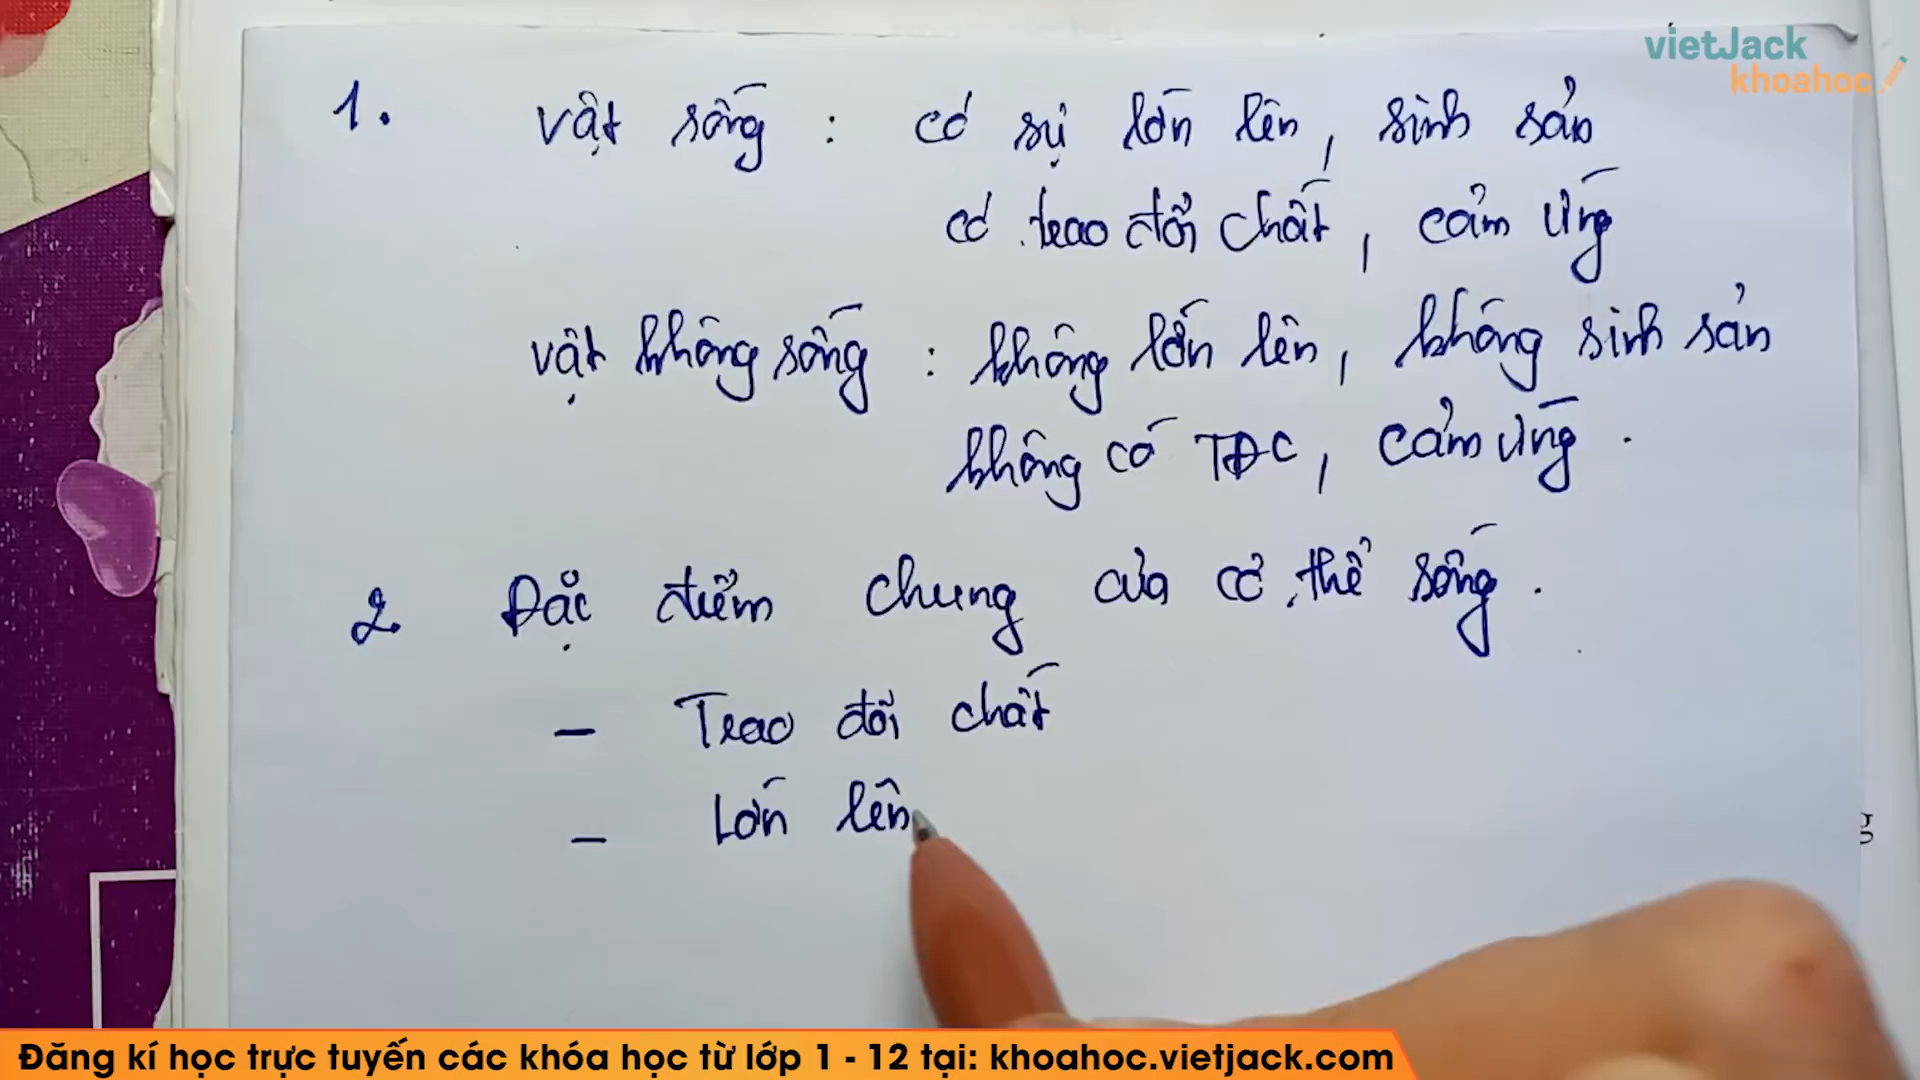 vietJack
khoahoc
1. vật sống : có sự lớn lên, sinh sản
có trao đổi chất, cảm ứng
vật không sống : không lớn lên, không sinh sản
không có TĐC, cảm ứng.
2 Đặc điểm chung của cơ thể sống.
– Trao đổi chất
– Lớn lên
g
Đăng kí học trực tuyến các khóa học từ lớp 1 - 12 tại: khoahoc.vietjack.com